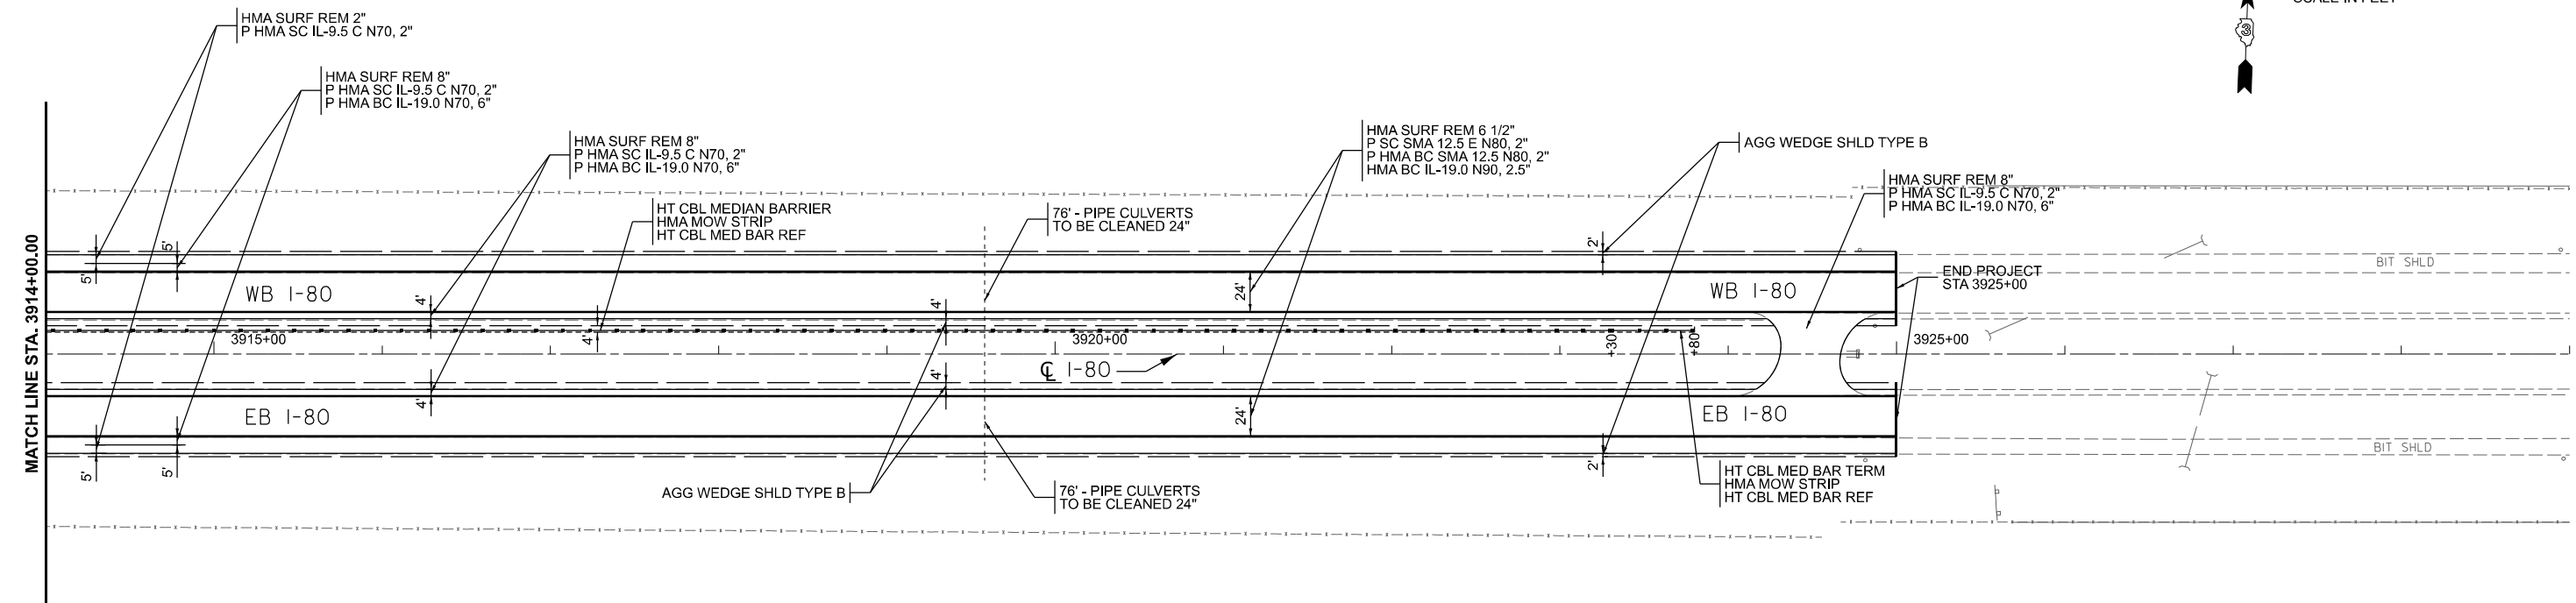 SCALE IN FEET
3
HMA SURF REM 2"
P HMA SC IL-9.5 C N70, 2"
HMA SURF REM 8"
P HMA SC IL-9.5 C N70, 2"
P HMA BC IL-19.0 N70, 6"
HMA SURF REM 8"
P HMA SC IL-9.5 C N70, 2"
P HMA BC IL-19.0 N70, 6"
HMA SURF REM 6 1/2"
P SC SMA 12.5 E N80, 2"
P HMA BC SMA 12.5 N80, 2"
HMA BC IL-19.0 N90, 2.5"
AGG WEDGE SHLD TYPE B
HMA SURF REM 8"
P HMA SC IL-9.5 C N70, 2"
P HMA BC IL-19.0 N70, 6"
HT CBL MEDIAN BARRIER
HMA MOW STRIP
HT CBL MED BAR REF
76' - PIPE CULVERTS
TO BE CLEANED 24"
MATCH LINE STA. 3914+00.00
5'
5'
2'
BIT SHLD
END PROJECT
STA 3925+00
WB I-80
24'
WB I-80
4'
4'
4'
3915+00
3920+00
+30
+80
3925+00
℄ I-80
4'
4'
EB I-80
24'
EB I-80
BIT SHLD
5'
5'
2'
AGG WEDGE SHLD TYPE B
76' - PIPE CULVERTS
TO BE CLEANED 24"
HT CBL MED BAR TERM
HMA MOW STRIP
HT CBL MED BAR REF